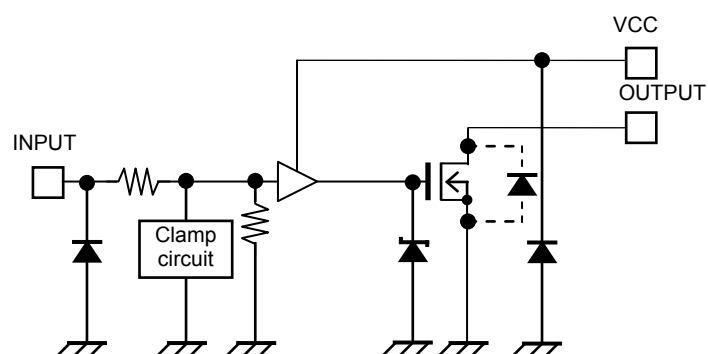 VCC
OUTPUT
INPUT
Clamp
circuit